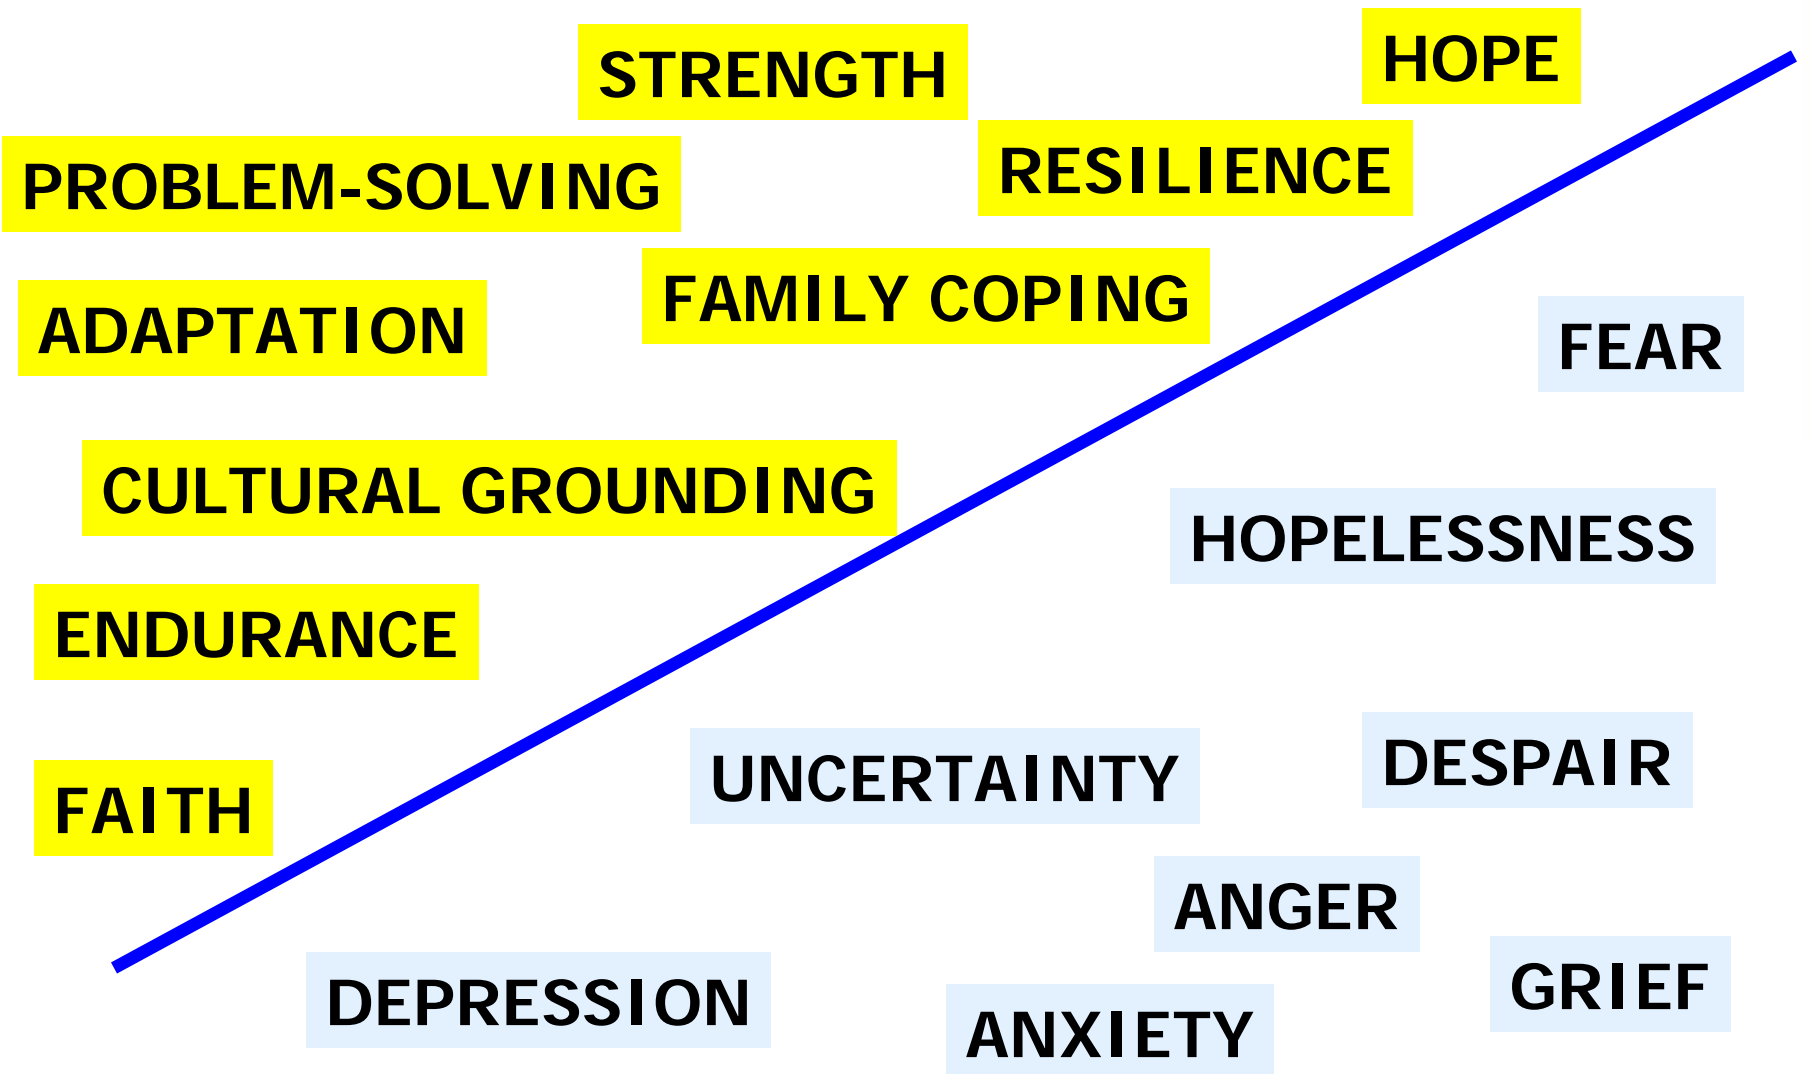 HOPE
STRENGTH
RESILIENCE
PROBLEM-SOLVING
FAMILY COPING
ADAPTATION
FEAR
CULTURAL GROUNDING
HOPELESSNESS
ENDURANCE
DESPAIR
UNCERTAINTY
FAITH
ANGER
GRIEF
DEPRESSION
ANXIETY